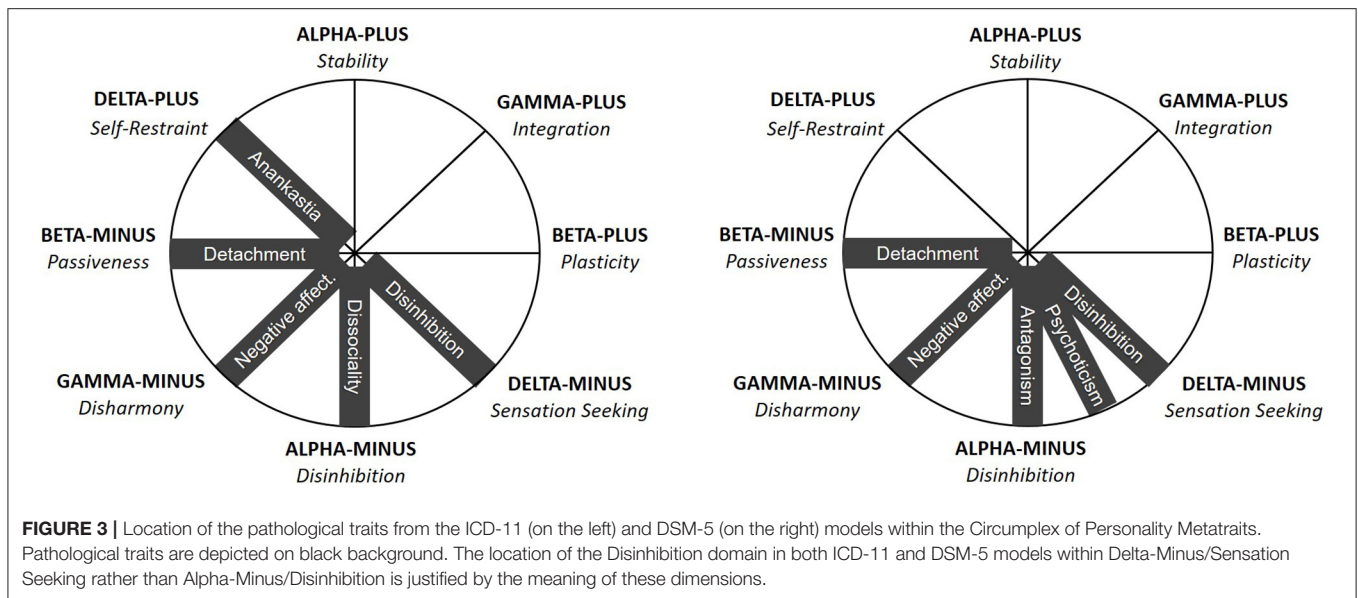 ALPHA-PLUS
Stability
DELTA-PLUS
Self-Restraint
GAMMA-PLUS
Integration
Anankastia
BETA-MINUS
Passiveness
Detachment
BETA-PLUS
Plasticity
Negative affect.
Dissociality
Disinhibition
GAMMA-MINUS
Disharmony
DELTA-MINUS
Sensation Seeking
ALPHA-MINUS
Disinhibition
ALPHA-PLUS
Stability
DELTA-PLUS
Self-Restraint
GAMMA-PLUS
Integration
BETA-MINUS
Passiveness
Detachment
BETA-PLUS
Plasticity
Negative affect.
Antagonism
Psychoticism
Disinhibition
GAMMA-MINUS
Disharmony
DELTA-MINUS
Sensation Seeking
ALPHA-MINUS
Disinhibition
FIGURE 3 | Location of the pathological traits from the ICD-11 (on the left) and DSM-5 (on the right) models within the Circumplex of Personality Metatraits.
Pathological traits are depicted on black background. The location of the Disinhibition domain in both ICD-11 and DSM-5 models within Delta-Minus/Sensation
Seeking rather than Alpha-Minus/Disinhibition is justified by the meaning of these dimensions.